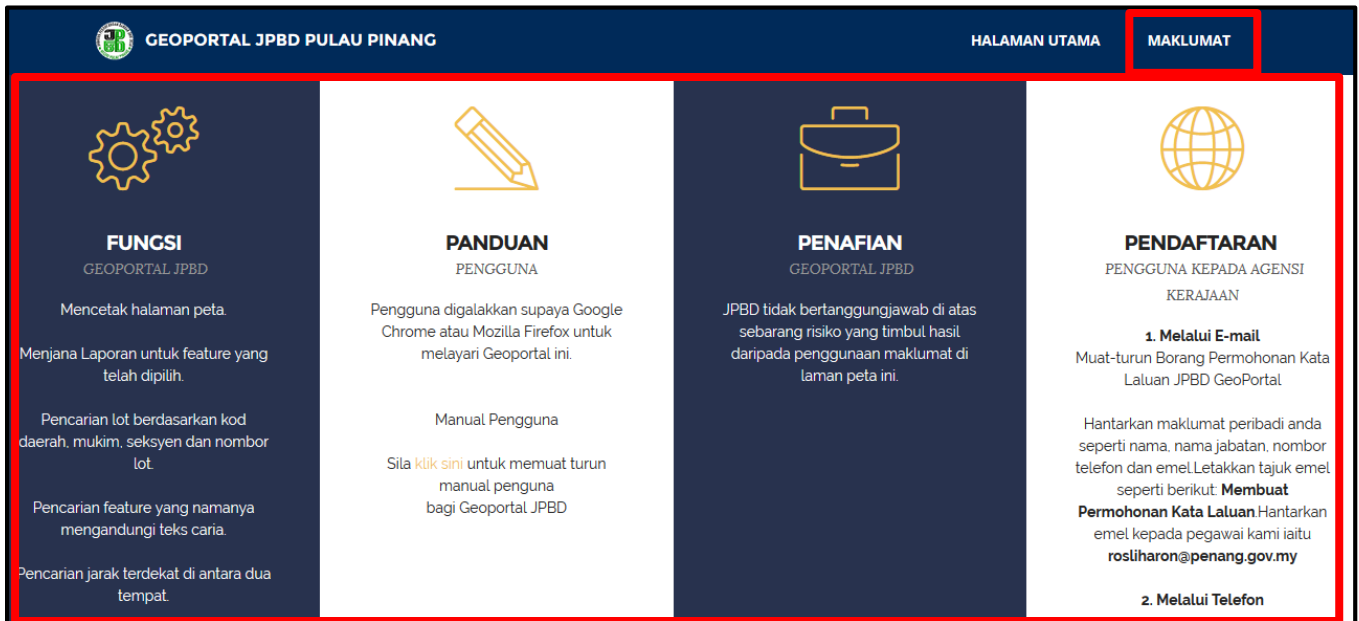 GEOPORTAL JPBD PULAU PINANG
HALAMAN UTAMA
MAKLUMAT
FUNGSI
GEOPORTAL JPBD
Mencetak halaman peta.
Menjana Laporan untuk feature yang
telah dipilih.
Pencarian lot berdasarkan kod
daerah, mukim, seksyen dan nombor
lot.
Pencarian feature yang namanya
mengandungi teks caria.
Pencarian jarak terdekat di antara dua
tempat.
PANDUAN
PENGGUNA
Pengguna digalakkan supaya Google
Chrome atau Mozilla Firefox untuk
melayari Geoportal ini.
Manual Pengguna
Sila klik sini untuk memuat turun
manual penguna
bagi Geoportal JPBD
PENAFIAN
GEOPORTAL JPBD
JPBD tidak bertanggungjawab di atas
sebarang risiko yang timbul hasil
daripada penggunaan maklumat di
laman peta ini.
PENDAFTARAN
PENGGUNA KEPADA AGENSI
KERAJAAN
1. Melalui E-mail
Muat-turun Borang Permohonan Kata
Laluan JPBD GeoPortal
Hantarkan maklumat peribadi anda
seperti nama, nama jabatan, nombor
telefon dan emel.Letakkan tajuk emel
seperti berikut: Membuat
Permohonan Kata Laluan.Hantarkan
emel kepada pegawai kami iaitu
rosliharon@penang.gov.my
2. Melalui Telefon